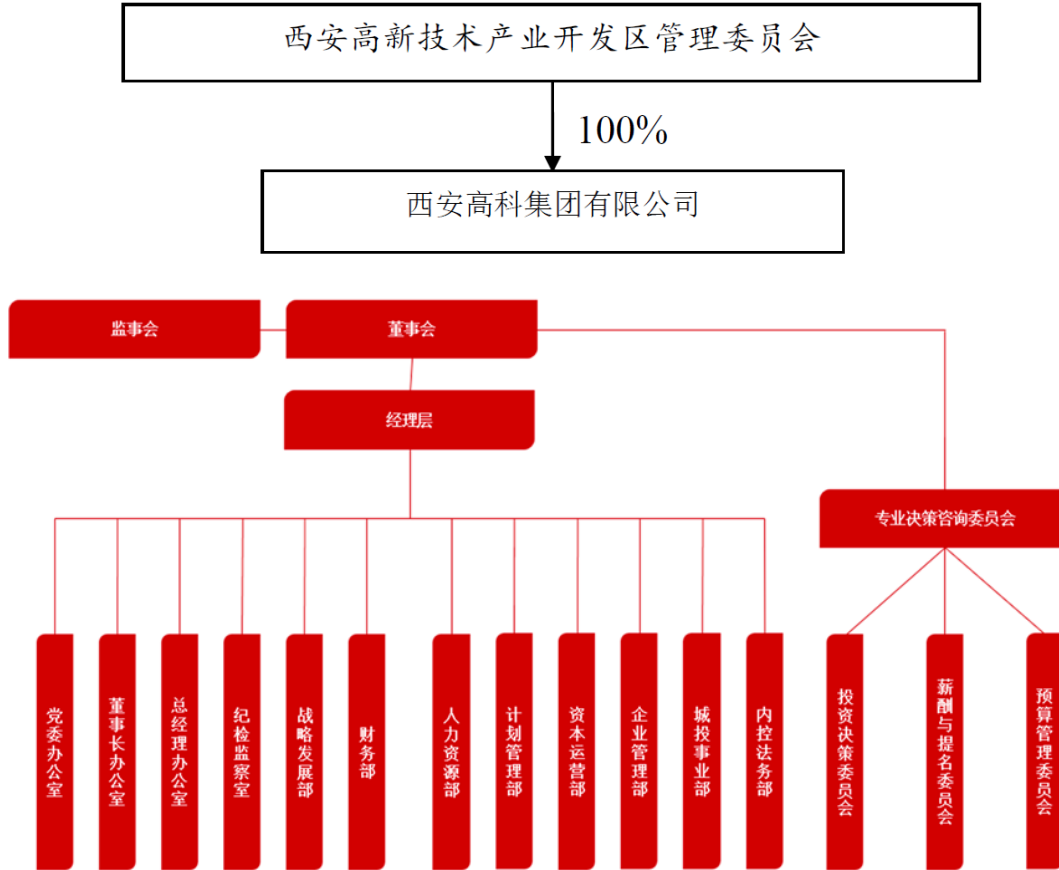 西安高新技术产业开发区管理委员会
100%
西安高科集团有限公司
监事会
董事会
经理层
专业决策咨询委员会
党委办公室
董事长办公室
总经理办公室
纪检监察室
战略发展部
财务部
人力资源部
计划管理部
资本运营部
企业管理部
城投事业部
内控法务部
投资决策委员会
薪酬与提名委员会
预算管理委员会